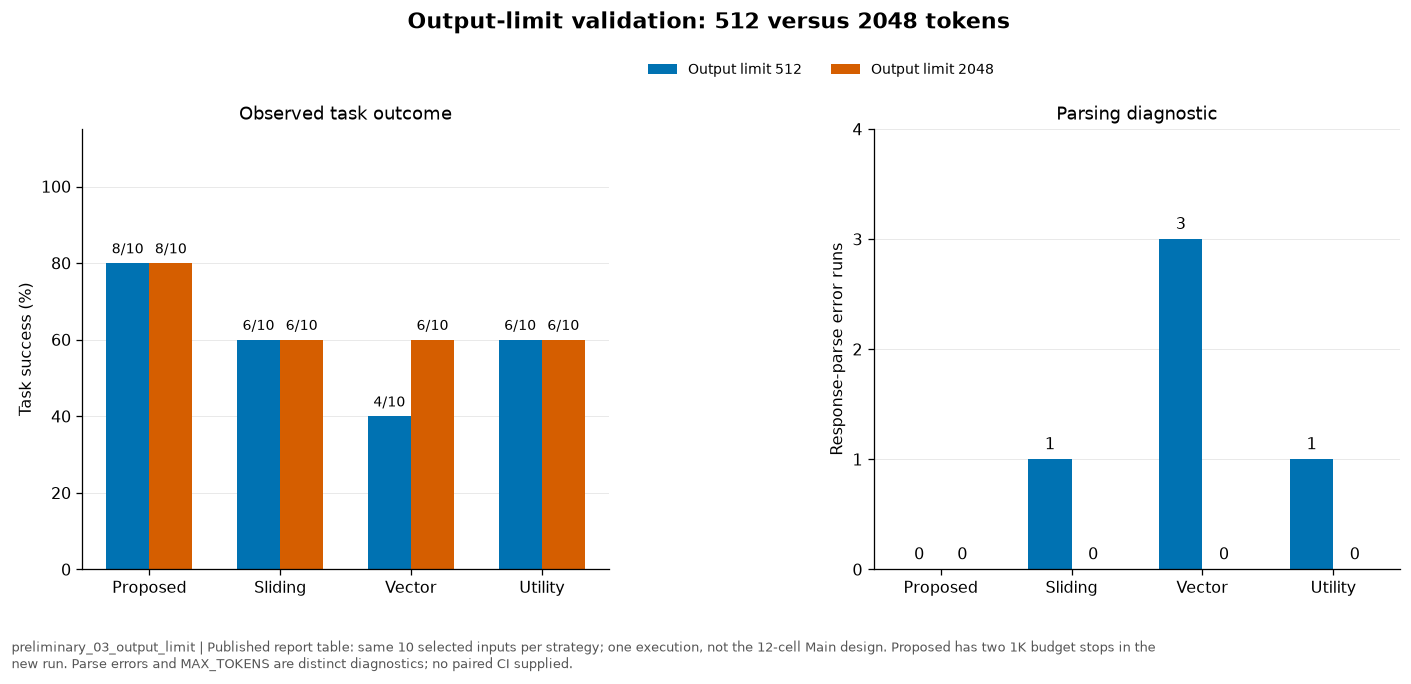 Output-limit validation: 512 versus 2048 tokens
Output limit 512
Output limit 2048
Observed task outcome
Task success (%)
100
80
60
40
20
0
8/10 8/10
6/10 6/10
4/10 6/10
6/10 6/10
Proposed Sliding Vector Utility
Parsing diagnostic
Response-parse error runs
4
3
2
1
0
0 0
1 0
3 0
1 0
Proposed Sliding Vector Utility
preliminary_03_output_limit | Published report table: same 10 selected inputs per strategy; one execution, not the 12-cell Main design. Proposed has two 1K budget stops in the
new run. Parse errors and MAX_TOKENS are distinct diagnostics; no paired CI supplied.